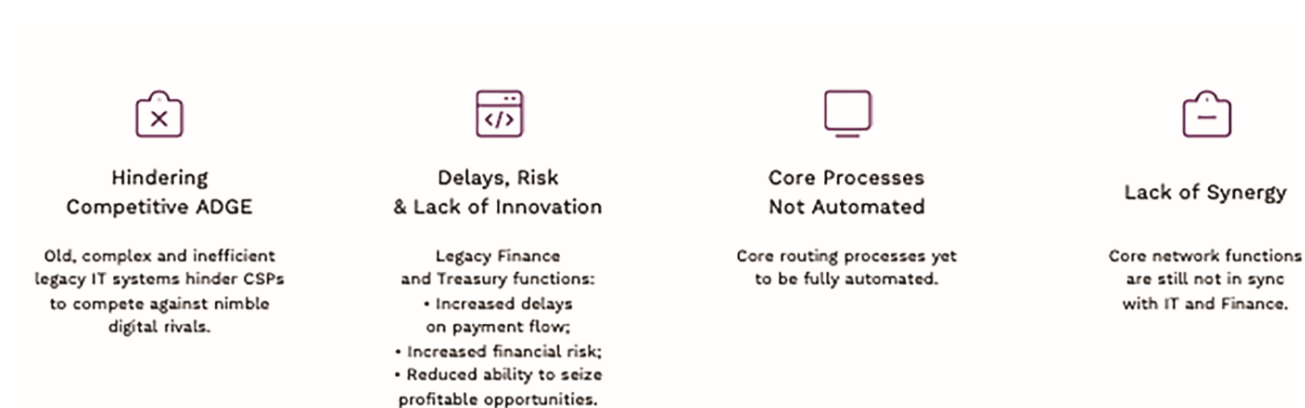 Hindering
Competitive ADGE
Old, complex and inefficient
legacy IT systems hinder CSPs
to compete against nimble
digital rivals.
Delays, Risk
& Lack of Innovation
Legacy Finance
and Treasury functions:
• Increased delays
on payment flow;
• Increased financial risk;
• Reduced ability to seize
profitable opportunities.
Core Processes
Not Automated
Core routing processes yet
to be fully automated.
Lack of Synergy
Core network functions
are still not in sync
with IT and Finance.